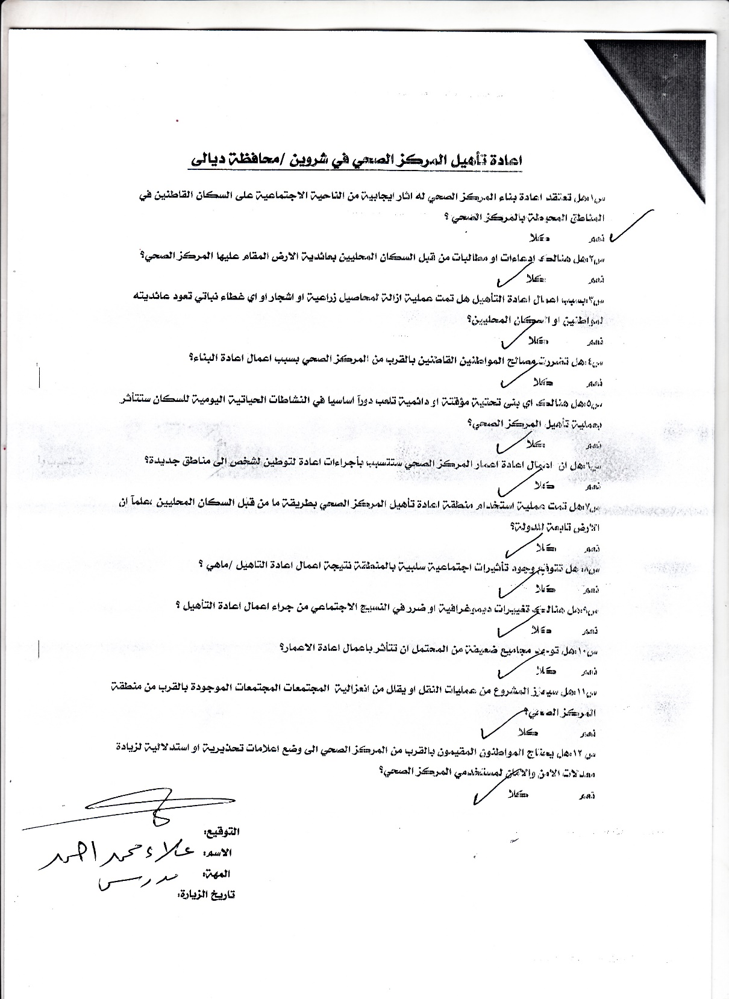 اعادة تأهيل المركز الصحي في شروين /محافظة ديالى
س١:هل تعتقد اعادة بناء المركز الصحي له اثار ايجابية من الناحية الاجتماعية على السكان القاطنين في
المناطق المحيطة بالمركز الصحي ؟
نعم كلا ✓
س٢:هل هنالك ادعاءات او مطالبات من قبل السكان المحليين بعائدية الارض المقام عليها المركز الصحي؟
نعم كلا ✓
س٣:بسبب اعمال اعادة التأهيل هل تمت عملية ازالة لمحاصيل زراعية او اشجار او اي غطاء نباتي تعود عائديته
لمواطنين او السكان المحليين؟
نعم كلا ✓
س٤:هل تضررت مصالح المواطنين القاطنين بالقرب من المركز الصحي بسبب اعمال اعادة البناء؟
نعم كلا ✓
س٥:هل هنالك اي بنى تحتية مؤقتة او دائمية تلعب دورآ اساسيا في النشاطات الحياتية اليومية للسكان ستتأثر
بعملية تأهيل المركز الصحي؟
نعم كلا ✓
س٦:هل ان اعمال اعادة اعمار المركز الصحي ستتسبب بأجراءات اعادة لتوطين لشخص الى مناطق جديدة؟
نعم كلا ✓
س٧:هل تمت عملية استخدام منطقة اعادة تأهيل المركز الصحي بطريقة ما من قبل السكان المحليين ،علمآ ان
الارض تابعة للدولة؟
نعم كلا ✓
س٨: هل تتوقع وجود تأثيرات اجتماعية سلبية بالمنطقة نتيجة اعمال اعادة التاهيل /ماهي ؟
نعم كلا ✓
س٩:هل هنالك تغييرات ديموغرافية او ضرر في النسيج الاجتماعي من جراء اعمال اعادة التأهيل ؟
نعم كلا ✓
س١٠:هل توجد مجاميع ضعيفة من المحتمل ان تتأثر باعمال اعادة الاعمار؟
نعم كلا ✓
س١١:هل سيعزز المشروع من عمليات النقل او يقلل من انعزالية المجتمعات المجتمعات الموجودة بالقرب من منطقة
المركز الصحي؟
نعم كلا ✓
س١٢:هل يحتاج المواطنون المقيمون بالقرب من المركز الصحي الى وضع اعلامات تحذيرية او استدلالية لزيادة
معدلات الامن والامان لمستخدمي المركز الصحي؟
نعم كلا ✓
التوقيع:
الاسم: علاء محمد احمد
المهة: مدرس
تاريخ الزيارة: